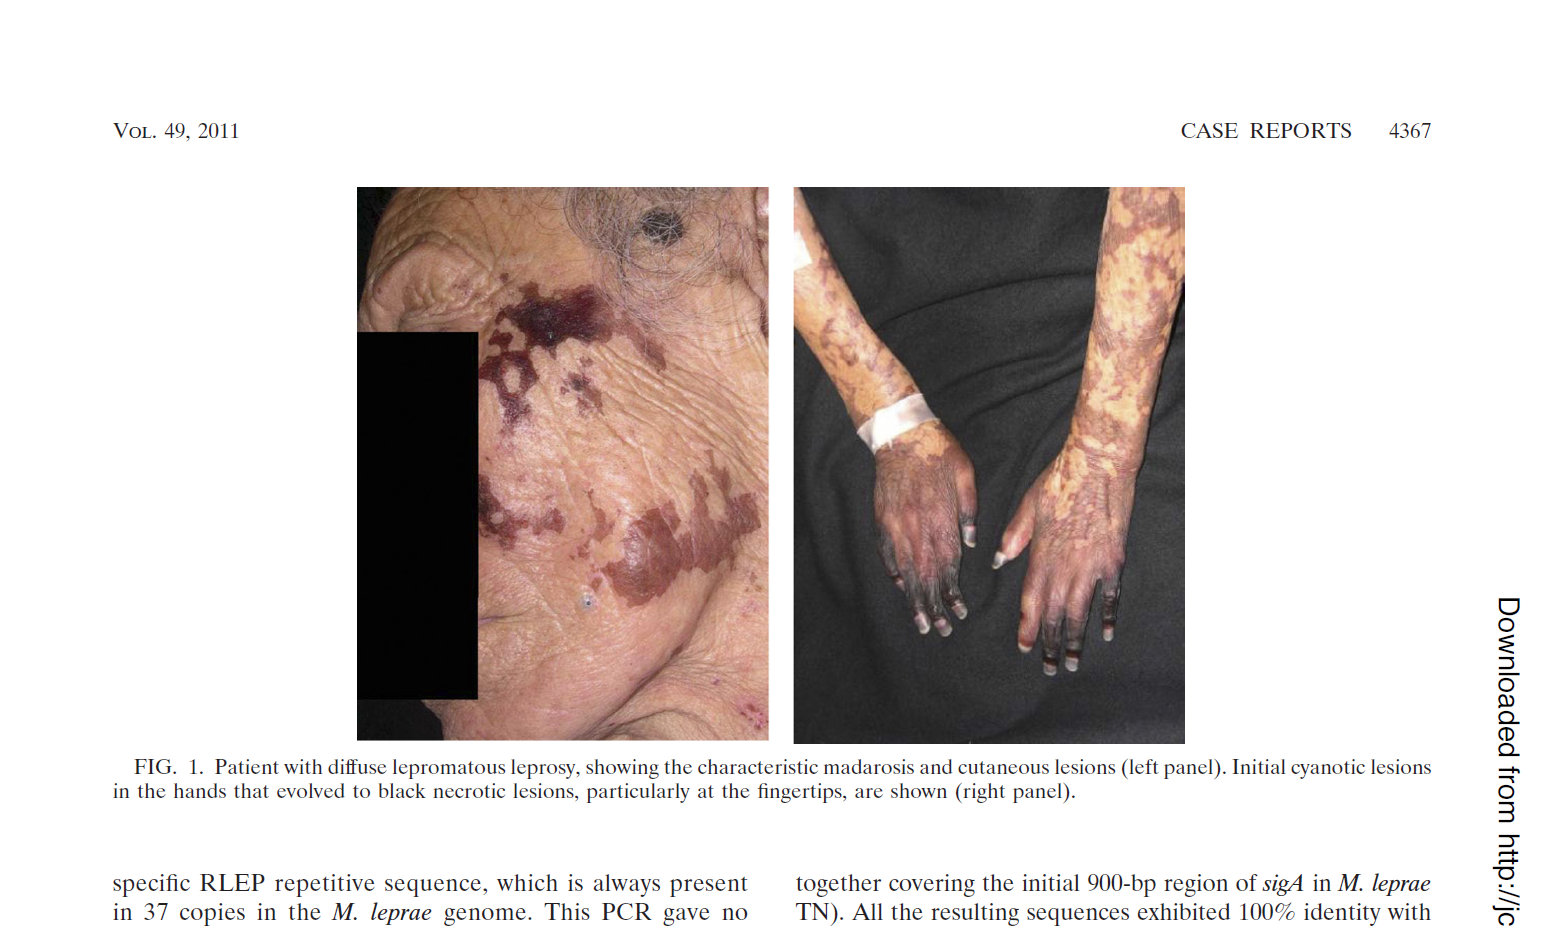 VOL. 49, 2011
CASE REPORTS 4367
FIG. 1. Patient with diffuse lepromatous leprosy, showing the characteristic madarosis and cutaneous lesions (left panel). Initial cyanotic lesions
in the hands that evolved to black necrotic lesions, particularly at the fingertips, are shown (right panel).
specific RLEP repetitive sequence, which is always present
in 37 copies in the M. leprae genome. This PCR gave no
together covering the initial 900-bp region of sigA in M. leprae
TN). All the resulting sequences exhibited 100% identity with
Downloaded from http://jc